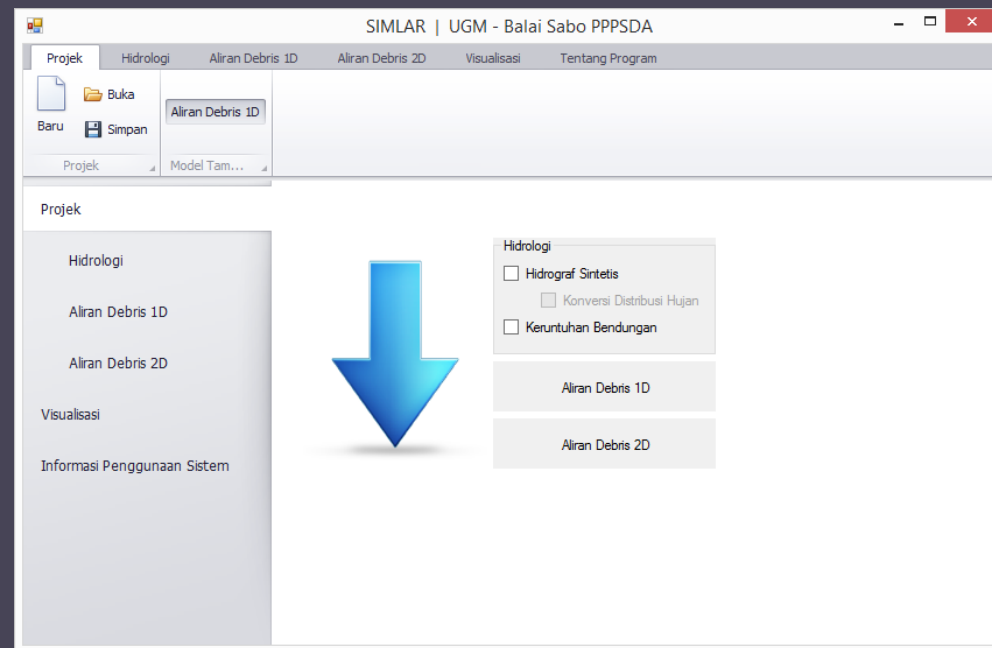 SIMLAR | UGM - Balai Sabo PPPSDA
Projek Hidrologi Aliran Debris 1D Aliran Debris 2D Visualisasi Tentang Program
Baru
Buka
Simpan
Aliran Debris 1D
Projek
Model Tam...
Projek
Hidrologi
Aliran Debris 1D
Aliran Debris 2D
Visualisasi
Informasi Penggunaan Sistem
Hidrologi
Hidrograf Sintetis
Konversi Distribusi Hujan
Keruntuhan Bendungan
Aliran Debris 1D
Aliran Debris 2D